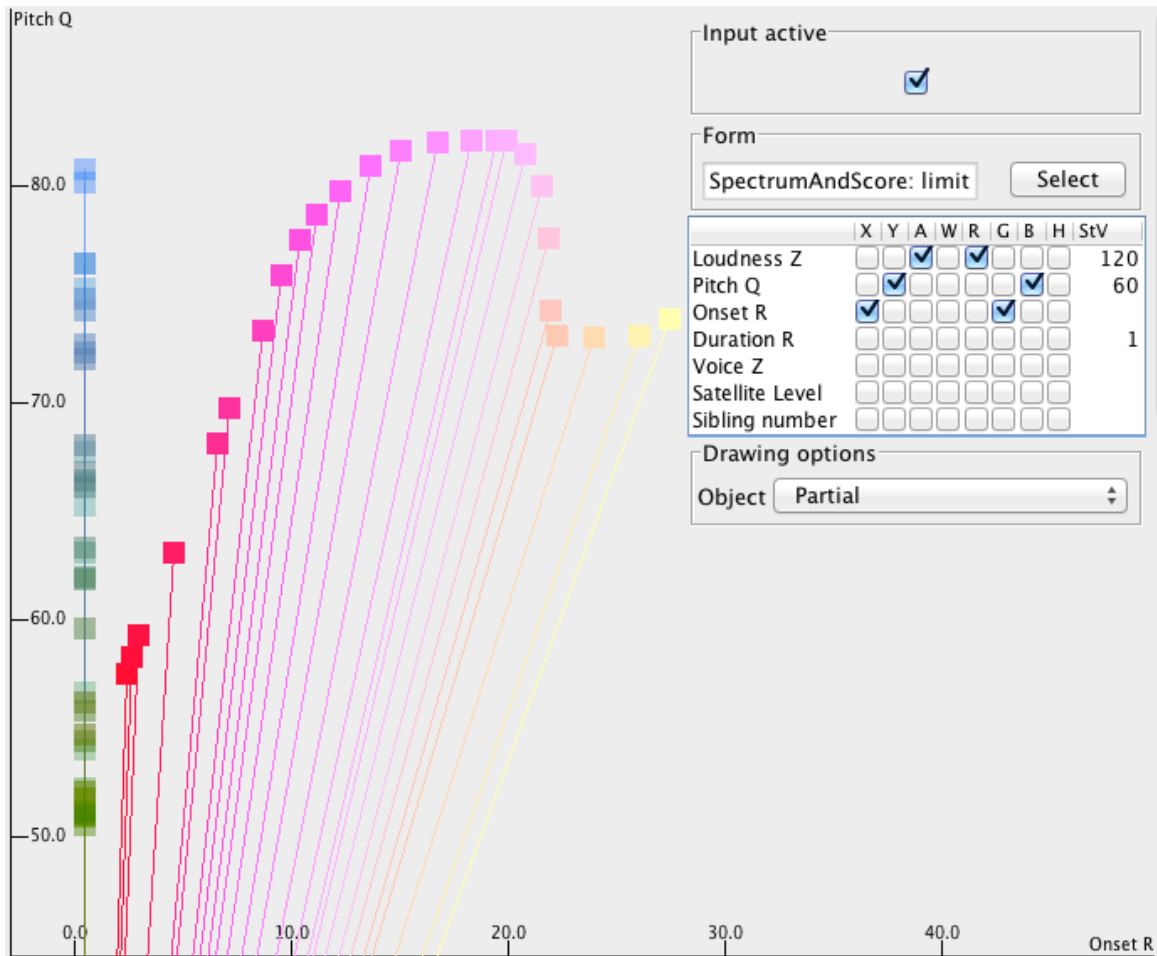 Pitch Q
80.0
70.0
60.0
50.0
0.0 10.0 20.0 30.0 40.0
Onset R
Input active
Form
SpectrumAndScore: limit Select
X Y A W R G B H StV
Loudness Z 120
Pitch Q 60
Onset R
Duration R 1
Voice Z
Satellite Level
Sibling number
Drawing options
Object Partial